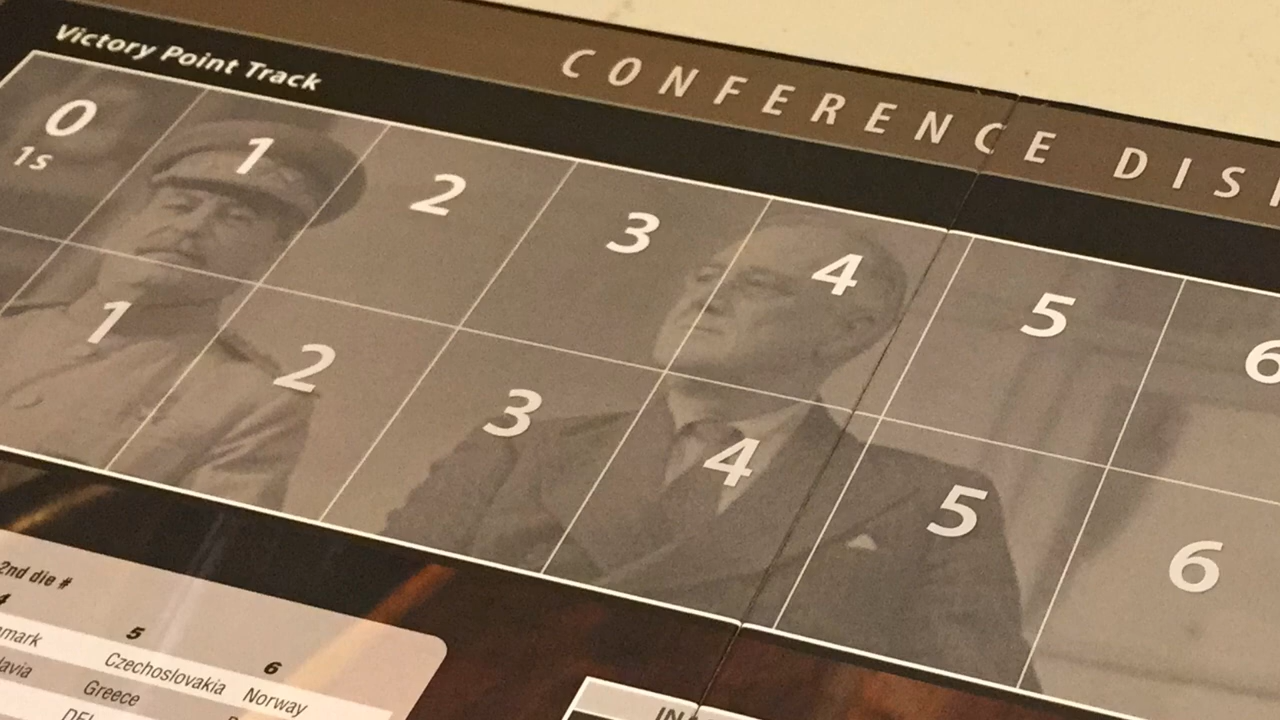 CONFERENCE
Victory Point Track
0 1 2 3 4 5 6
1s
1 2 3 4 5 6
2nd die #
4 5 6
Czechoslovakia Norway
Greece